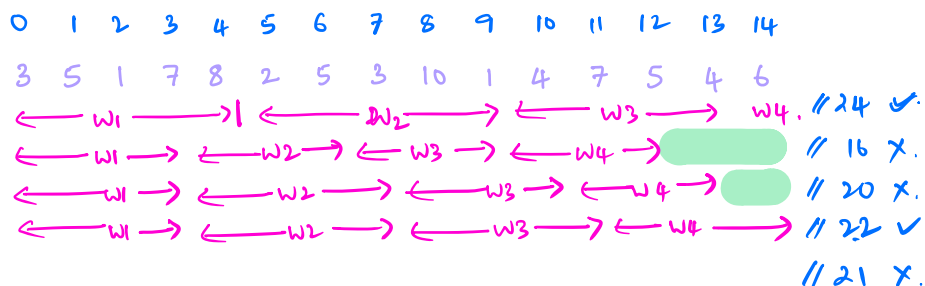 0 1 2 3 4 5 6 7 8 9 10 11 12 13 14
3 5 1 7 8 2 5 3 10 1 4 7 5 4 6
W1 W2 W3 W4. // 24 ✓.
W1 W2 W3 W4 // 16 ✗.
W1 W2 W3 W4 // 20 ✗.
W1 W2 W3 W4 // 22 ✓
// 21 ✗.